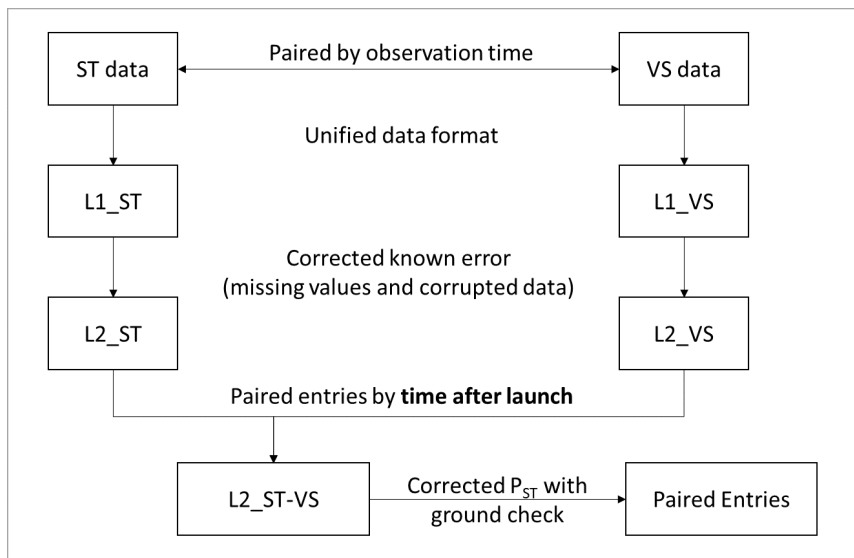 Paired by observation time
ST data
VS data
Unified data format
L1_ST
L1_VS
Corrected known error
(missing values and corrupted data)
L2_ST
L2_VS
Paired entries by time after launch
L2_ST-VS
Corrected P_ST with
ground check
Paired Entries